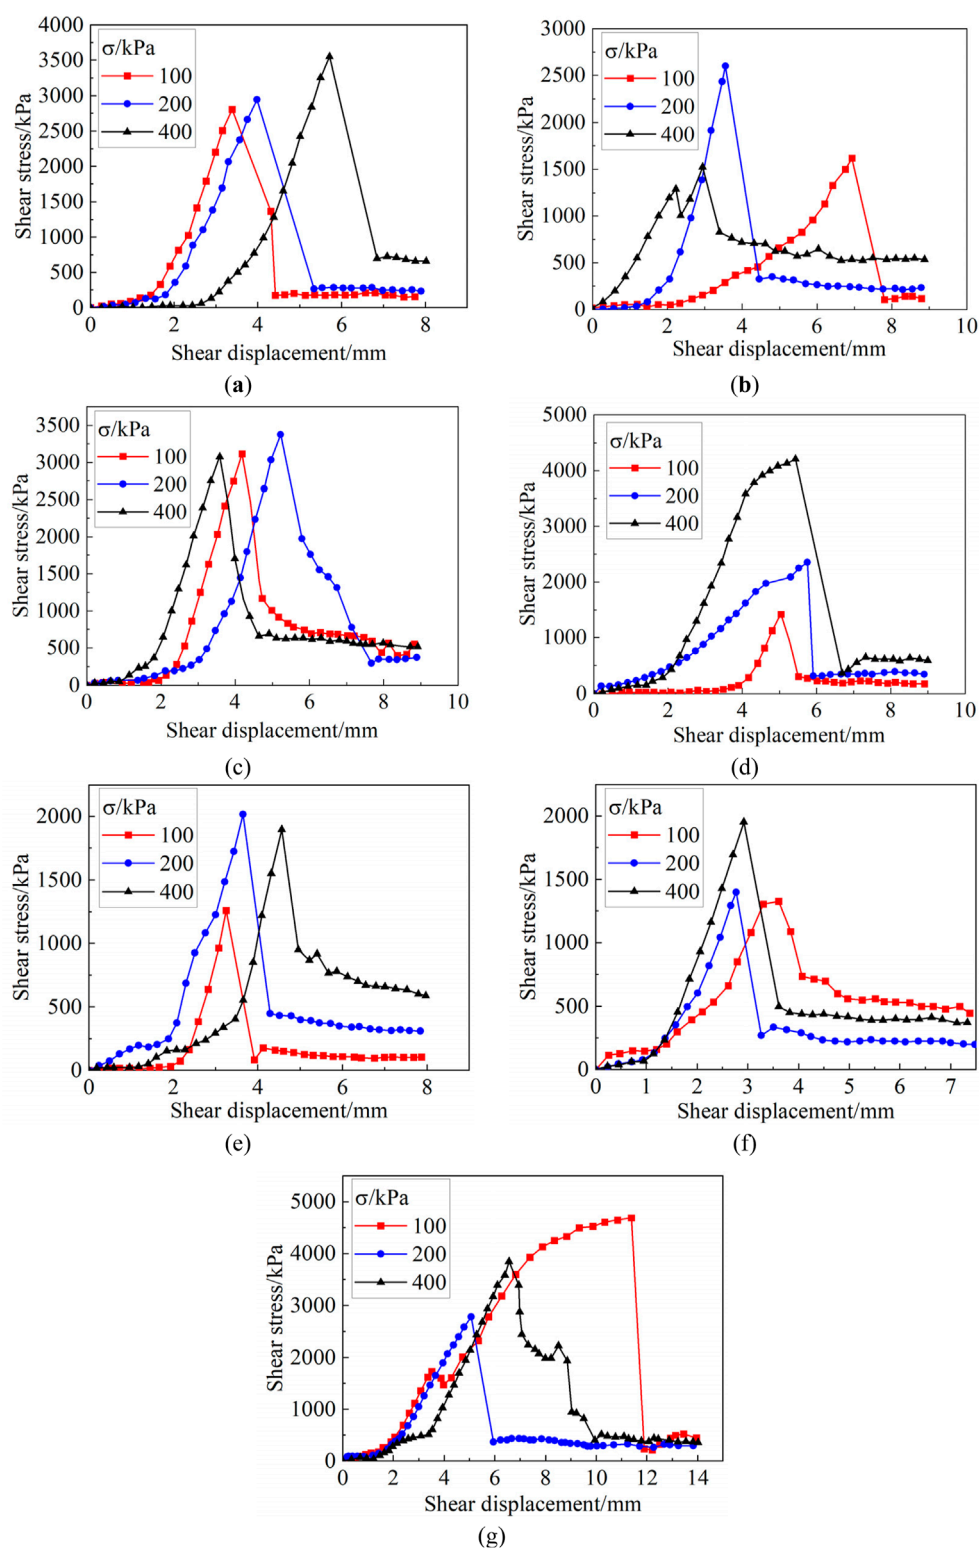 4000
3500
3000
2500
2000
1500
1000
500
0
Shear stress/kPa
σ/kPa
100
200
400
0 2 4 6 8
Shear displacement/mm
(a)
3000
2500
2000
1500
1000
500
0
Shear stress/kPa
σ/kPa
100
200
400
0 2 4 6 8 10
Shear displacement/mm
(b)
3500
3000
2500
2000
1500
1000
500
0
Shear stress/kPa
σ/kPa
100
200
400
0 2 4 6 8 10
Shear displacement/mm
(c)
5000
4000
3000
2000
1000
0
Shear stress/kPa
σ/kPa
100
200
400
0 2 4 6 8 10
Shear displacement/mm
(d)
2000
1500
1000
500
0
Shear stress/kPa
σ/kPa
100
200
400
0 2 4 6 8
Shear displacement/mm
(e)
2000
1500
1000
500
0
Shear stress/kPa
σ/kPa
100
200
400
0 1 2 3 4 5 6 7
Shear displacement/mm
(f)
5000
4000
3000
2000
1000
0
Shear stress/kPa
σ/kPa
100
200
400
0 2 4 6 8 10 12 14
Shear displacement/mm
(g)